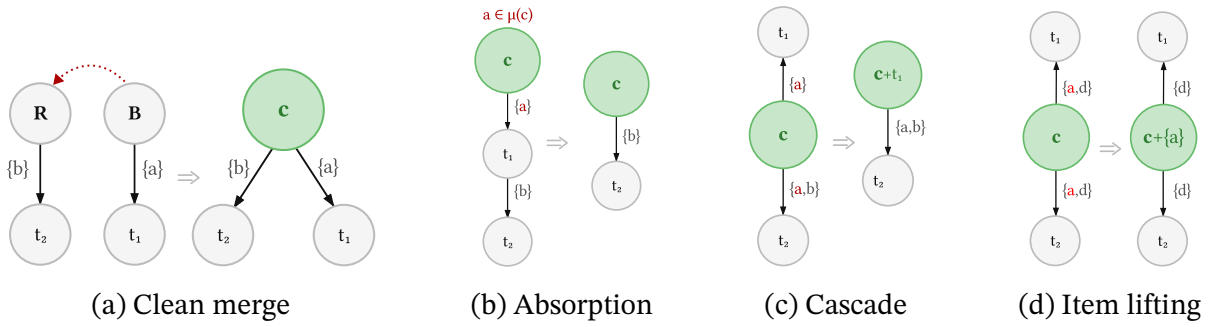 R
B
{b}
{a}
t₂
t₁
⇒
c
{b}
{a}
t₂
t₁
(a) Clean merge
a ∈ μ(c)
c
{a}
t₁
{b}
t₂
⇒
c
{b}
t₂
(b) Absorption
t₁
{a}
c
{a,b}
t₂
⇒
c+t₁
{a,b}
t₂
(c) Cascade
t₁
{a,d}
c
{a,d}
t₂
⇒
t₁
{d}
c+{a}
{d}
t₂
(d) Item lifting